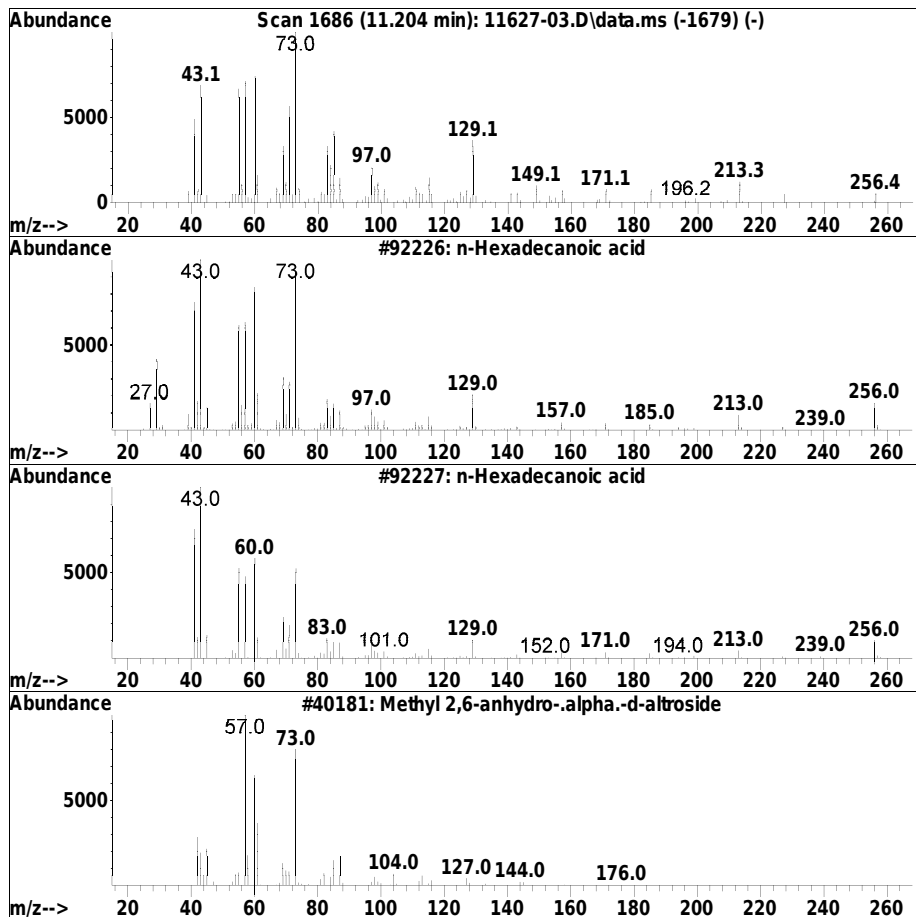 Abundance Scan 1686 (11.204 min): 11627-03.D\data.ms (-1679) (-)
73.0
43.1
5000
129.1
97.0
149.1 171.1 196.2 213.3 256.4
0
20 40 60 80 100 120 140 160 180 200 220 240 260
m/z-->
Abundance #92226: n-Hexadecanoic acid
43.0 73.0
5000
27.0 97.0 129.0 157.0 185.0 213.0 239.0 256.0
20 40 60 80 100 120 140 160 180 200 220 240 260
m/z-->
Abundance #92227: n-Hexadecanoic acid
43.0
60.0
5000
83.0 101.0 129.0 152.0 171.0 194.0 213.0 239.0 256.0
20 40 60 80 100 120 140 160 180 200 220 240 260
m/z-->
Abundance #40181: Methyl 2,6-anhydro-.alpha.-d-altroside
57.0 73.0
5000
104.0 127.0 144.0 176.0
20 40 60 80 100 120 140 160 180 200 220 240 260
m/z-->